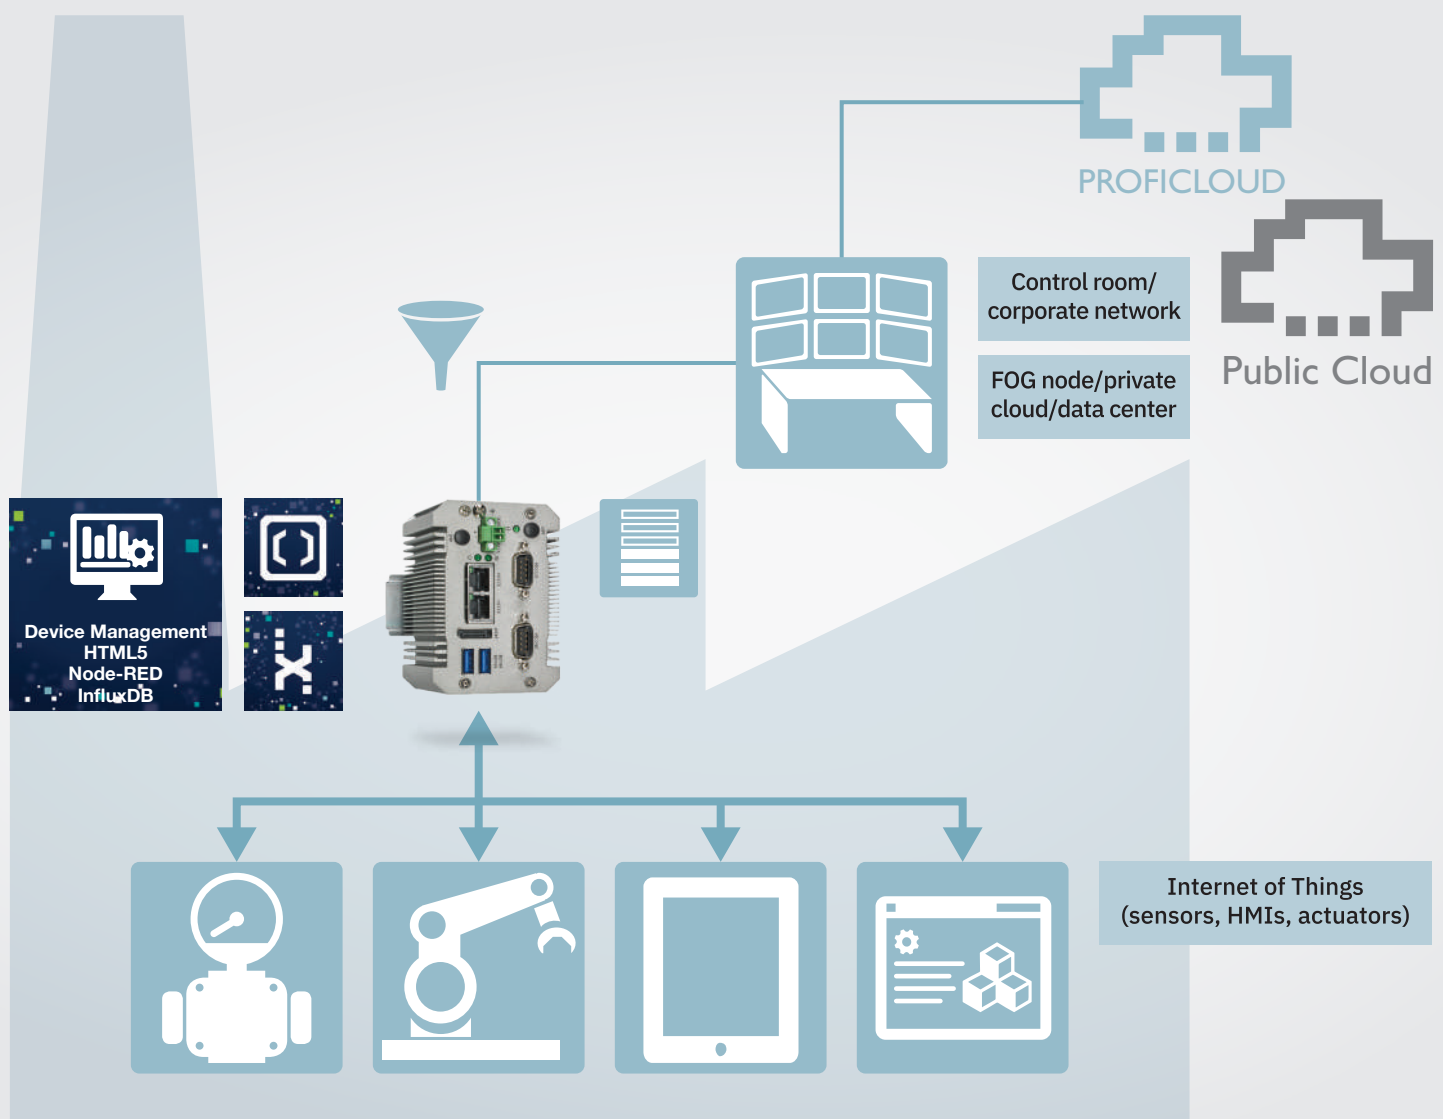 PROFICLOUD
Public Cloud
Control room/
corporate network
FOG node/private
cloud/data center
Device Management
HTML5
Node-RED
InfluxDB
Internet of Things
(sensors, HMIs, actuators)